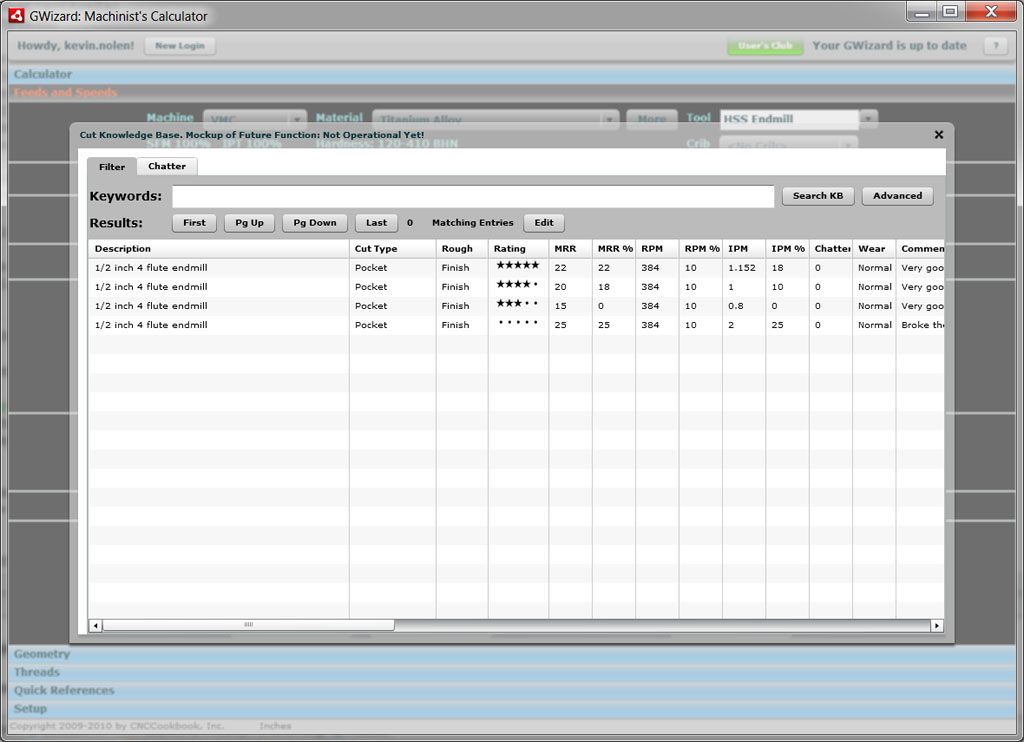 GWizard: Machinist's Calculator
Howdy, kevin.nolen! New Login User's Club Your GWizard is up to date ?
Calculator
Feeds and Speeds
Machine VMC Material Titanium Alloy More Tool HSS Endmill
Cut Knowledge Base. Mockup of Future Function: Not Operational Yet!
SFM 100% IPT 100% Hardness: 120-410 BHN Crib <No Crib>
Filter Chatter
Keywords: Search KB Advanced
Results: First Pg Up Pg Down Last 0 Matching Entries Edit
Description Cut Type Rough Rating MRR MRR % RPM RPM % IPM IPM % Chatter Wear Commen
1/2 inch 4 flute endmill Pocket Finish ★★★★★ 22 22 384 10 1.152 18 0 Normal Very goo
1/2 inch 4 flute endmill Pocket Finish ★★★★• 20 18 384 10 1 10 0 Normal Very goo
1/2 inch 4 flute endmill Pocket Finish ★★★•• 15 0 384 10 0.8 0 0 Normal Very goo
1/2 inch 4 flute endmill Pocket Finish ••••• 25 25 384 10 2 25 0 Normal Broke the
Geometry
Threads
Quick References
Setup
Copyright 2009-2010 by CNCCookbook, Inc. Inches